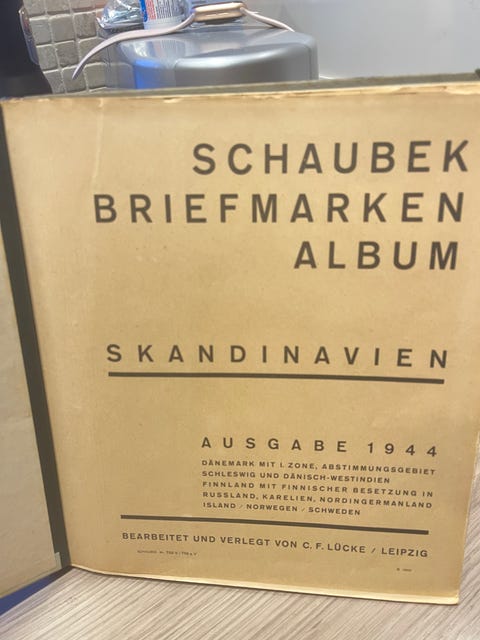 SCHAUBEK
BRIEFMARKEN
ALBUM
SKANDINAVIEN
AUSGABE 1944
DÄNEMARK MIT I. ZONE, ABSTIMMUNGSGEBIET
SCHLESWIG UND DÄNISCH-WESTINDIEN
FINNLAND MIT FINNISCHER BESETZUNG IN
RUSSLAND, KARELIEN, NORDINGERMANLAND
ISLAND / NORWEGEN / SCHWEDEN
BEARBEITET UND VERLEGT VON C. F. LÜCKE / LEIPZIG